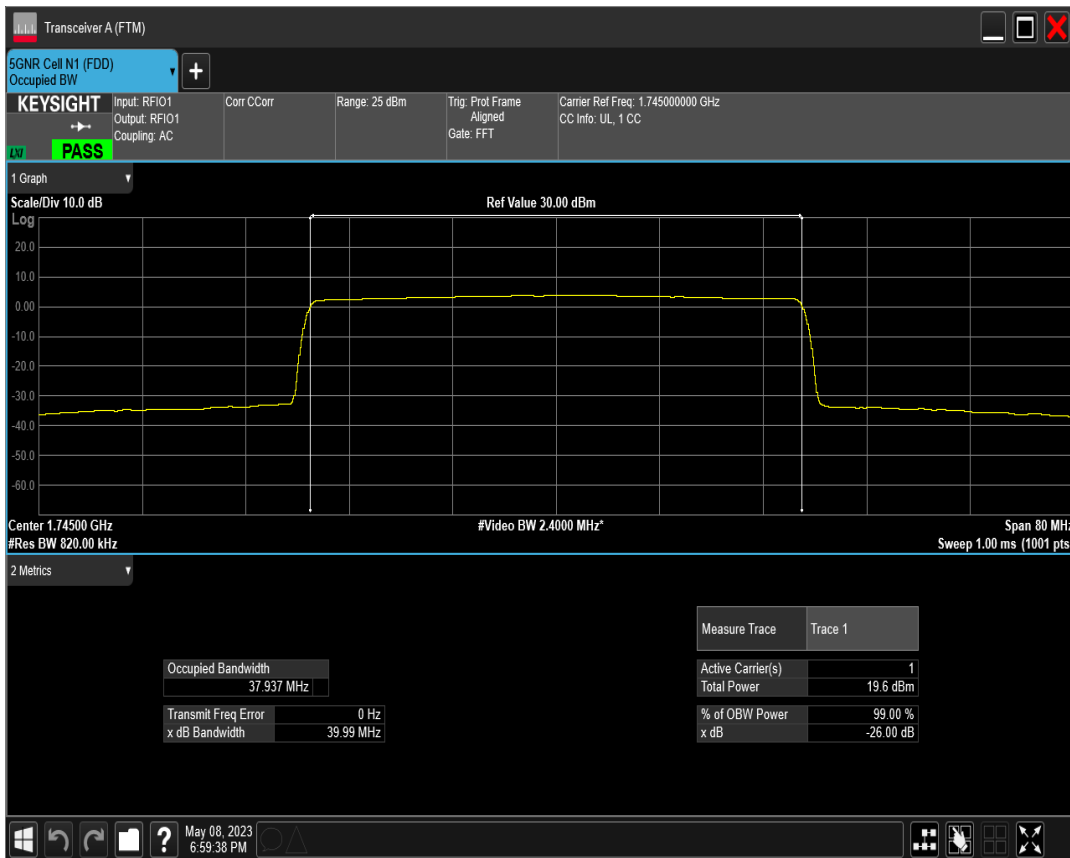 Transceiver A (FTM)
5GNR Cell N1 (FDD)
Occupied BW
+
KEYSIGHT
LXI
PASS
Input: RFIO1
Output: RFIO1
Coupling: AC
Corr CCorr
Range: 25 dBm
Trig: Prot Frame
Aligned
Gate: FFT
Carrier Ref Freq: 1.745000000 GHz
CC Info: UL, 1 CC
1 Graph
Scale/Div 10.0 dB
Ref Value 30.00 dBm
Log
20.0
10.0
0.00
-10.0
-20.0
-30.0
-40.0
-50.0
-60.0
Center 1.74500 GHz
#Video BW 2.4000 MHz*
Span 80 MHz
#Res BW 820.00 kHz
Sweep 1.00 ms (1001 pts
2 Metrics
Measure Trace Trace 1
Occupied Bandwidth
37.937 MHz
Active Carrier(s) 1
Total Power 19.6 dBm
Transmit Freq Error 0 Hz
x dB Bandwidth 39.99 MHz
% of OBW Power 99.00 %
x dB -26.00 dB
?
May 08, 2023
6:59:38 PM